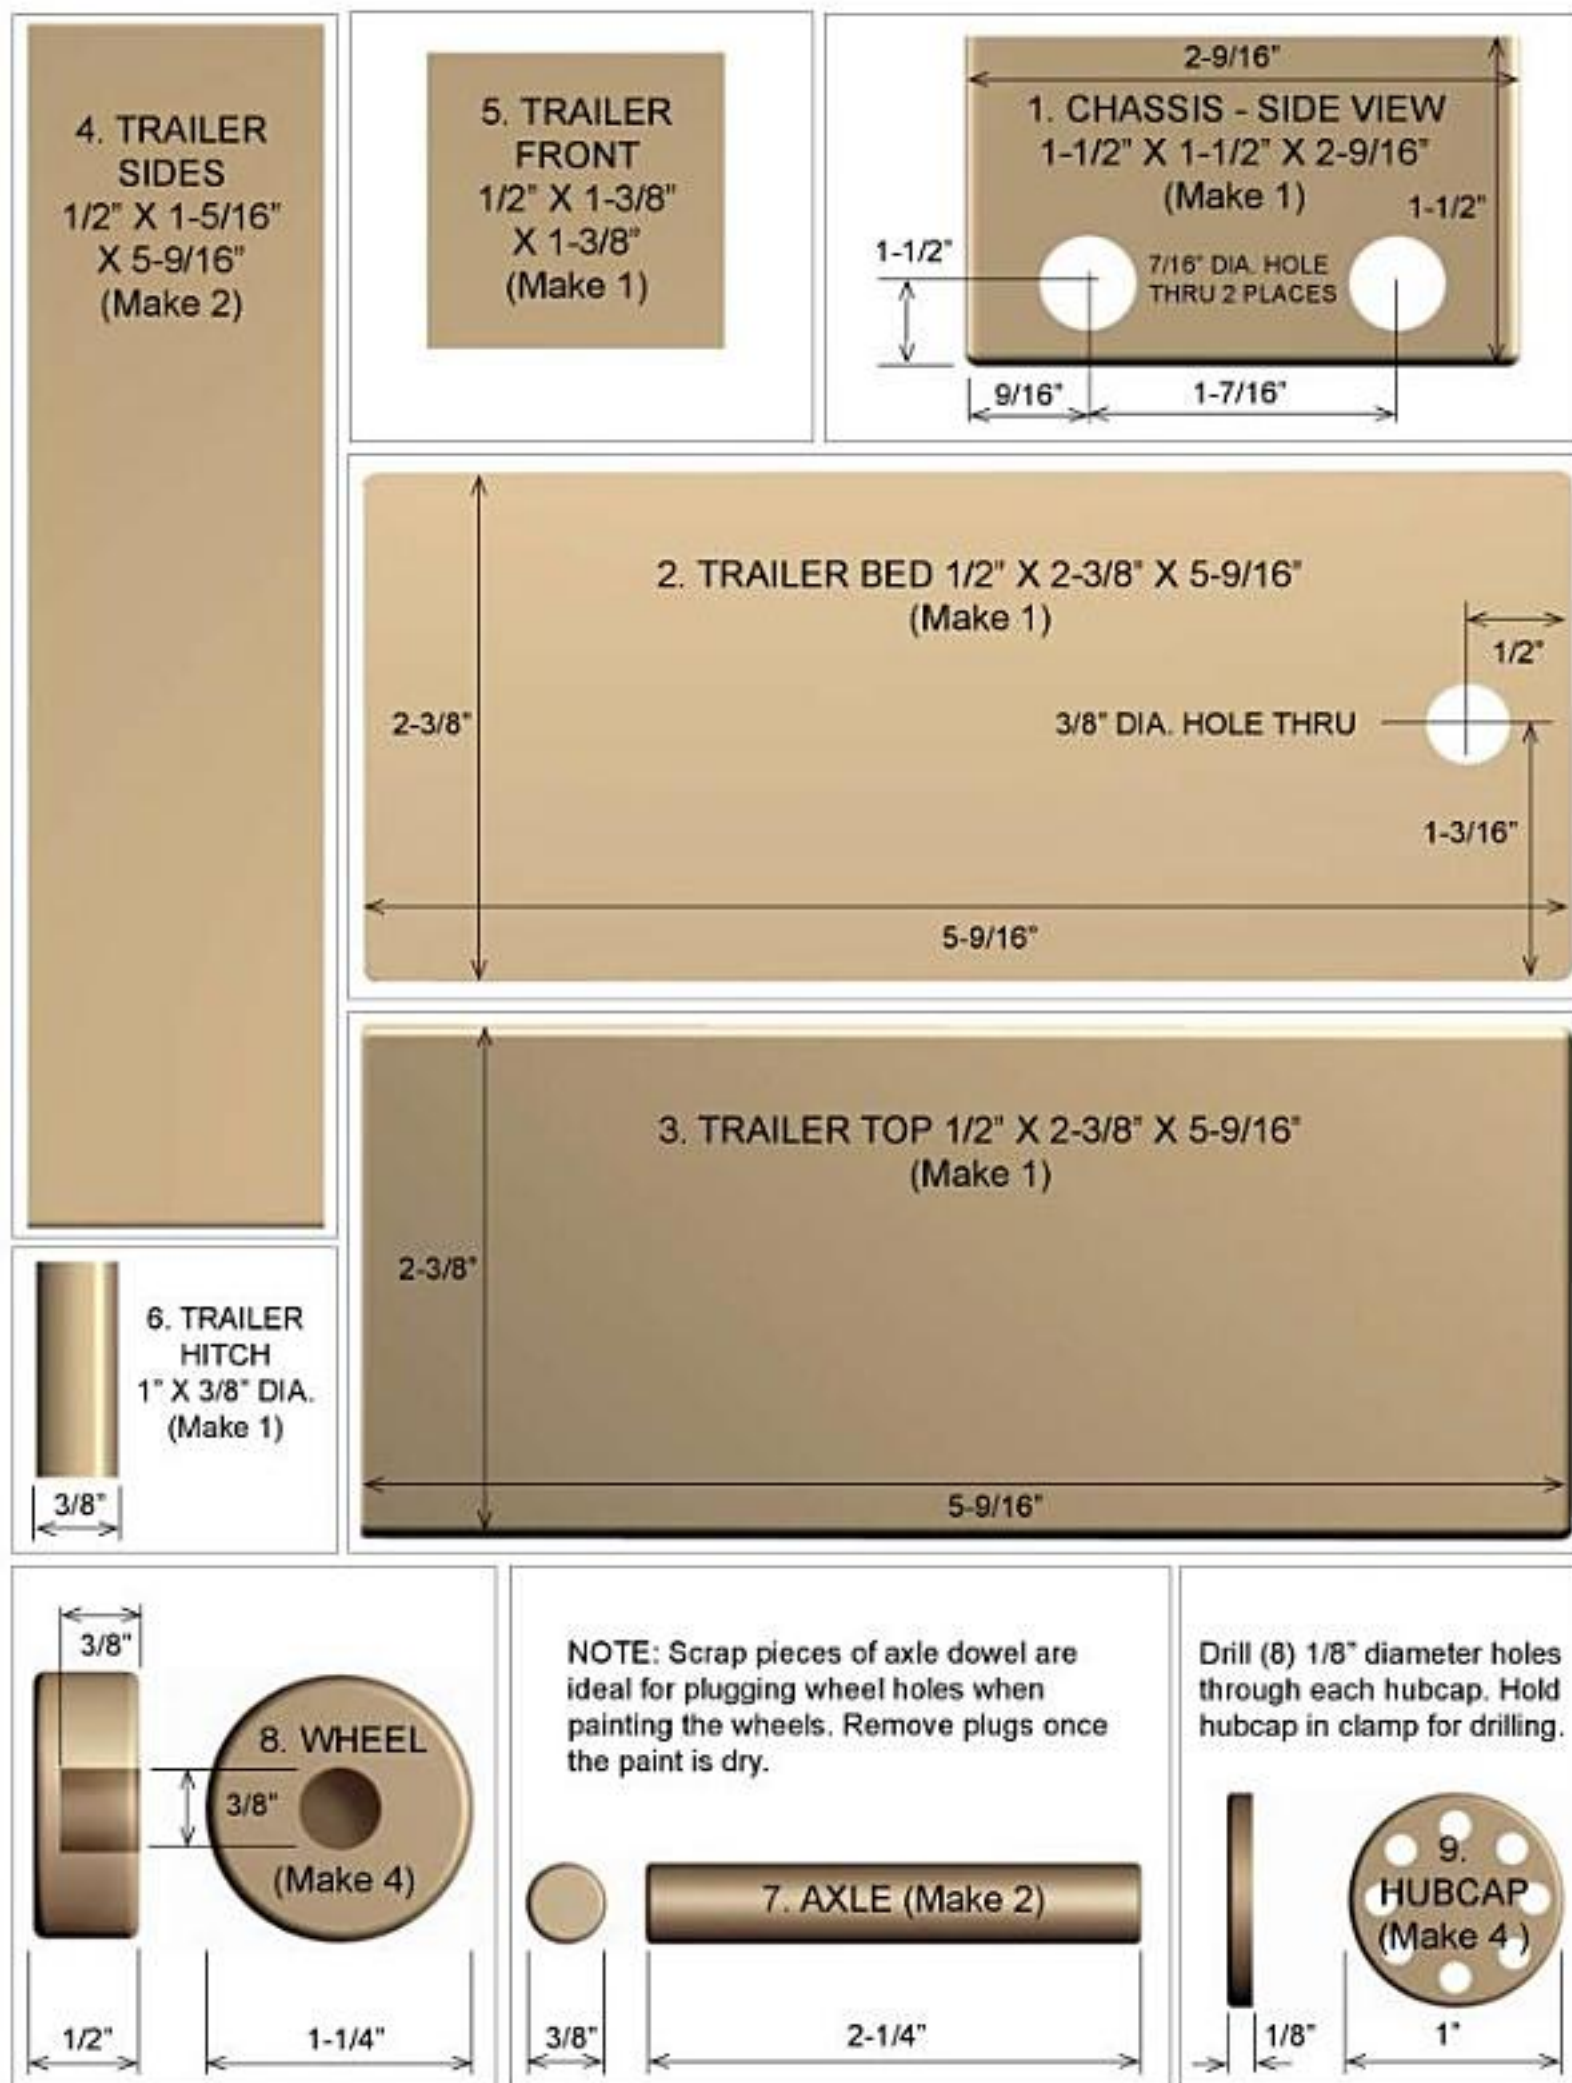 4. TRAILER
SIDES
1/2" X 1-5/16"
X 5-9/16"
(Make 2)
5. TRAILER
FRONT
1/2" X 1-3/8"
X 1-3/8"
(Make 1)
2-9/16"
1. CHASSIS - SIDE VIEW
1-1/2" X 1-1/2" X 2-9/16"
(Make 1)
1-1/2"
1-1/2"
7/16" DIA. HOLE
THRU 2 PLACES
9/16"
1-7/16"
2. TRAILER BED 1/2" X 2-3/8" X 5-9/16"
(Make 1)
1/2"
2-3/8"
3/8" DIA. HOLE THRU
1-3/16"
5-9/16"
3. TRAILER TOP 1/2" X 2-3/8" X 5-9/16"
(Make 1)
2-3/8"
5-9/16"
6. TRAILER
HITCH
1" X 3/8" DIA.
(Make 1)
3/8"
3/8"
8. WHEEL
3/8"
(Make 4)
1/2"
1-1/4"
NOTE: Scrap pieces of axle dowel are
ideal for plugging wheel holes when
painting the wheels. Remove plugs once
the paint is dry.
7. AXLE (Make 2)
3/8"
2-1/4"
Drill (8) 1/8" diameter holes
through each hubcap. Hold
hubcap in clamp for drilling.
9.
HUBCAP
(Make 4 )
1/8"
1"